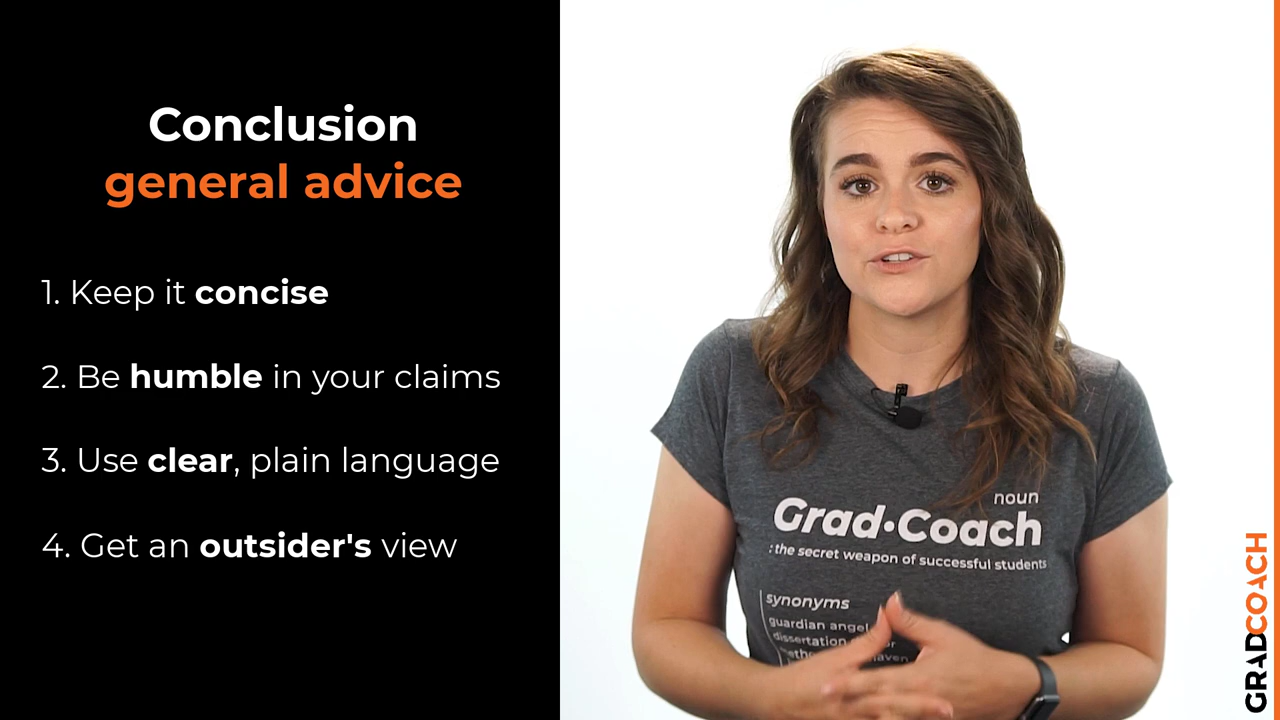 Conclusion
general advice
1. Keep it concise
2. Be humble in your claims
3. Use clear, plain language
4. Get an outsider's view
noun
Grad•Coach
: the secret weapon of successful students
synonyms
guardian angel
dissertation
GRADCOACH